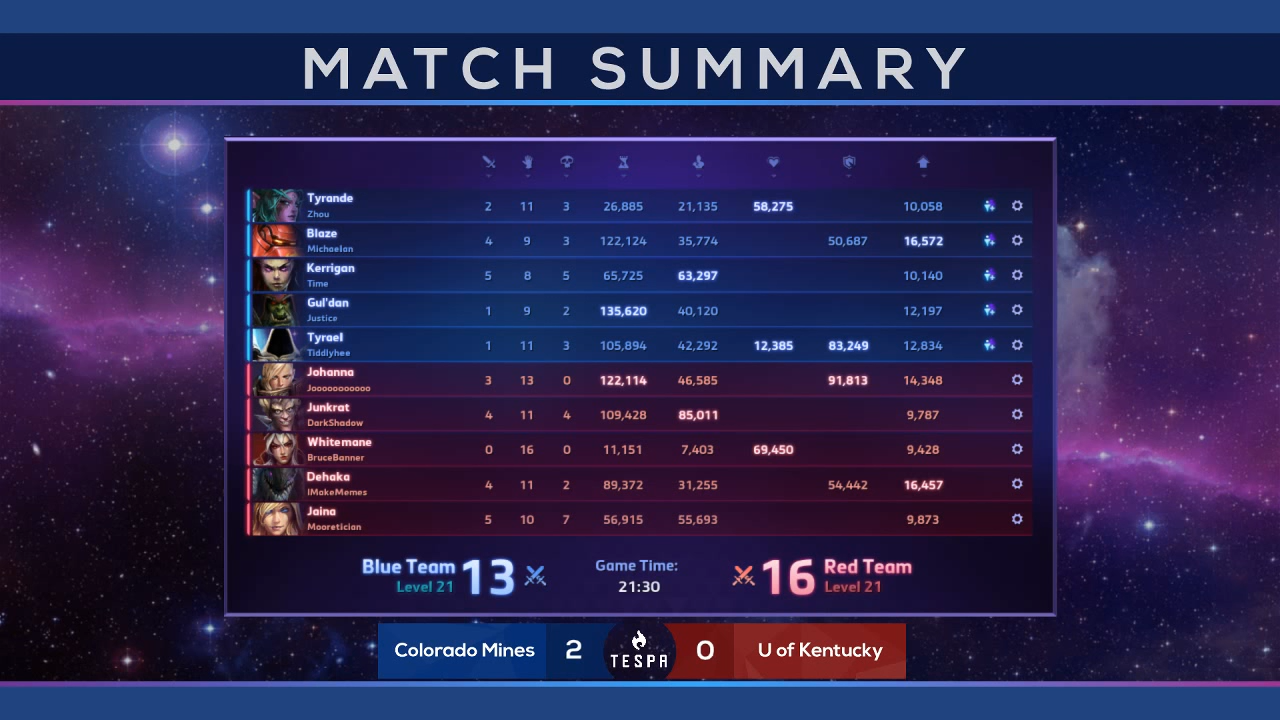 MATCH SUMMARY
Tyrande
Zhou
2 11 3 26,885 21,135 58,275 10,058
Blaze
Michaelan
4 9 3 122,124 35,774 50,687 16,572
Kerrigan
Time
5 8 5 65,725 63,297 10,140
Gul'dan
Justice
1 9 2 135,620 40,120 12,197
Tyrael
Tiddlyhee
1 11 3 105,894 42,292 12,385 83,249 12,834
Johanna
Jooooooooooo
3 13 0 122,114 46,585 91,813 14,348
Junkrat
DarkShadow
4 11 4 109,428 85,011 9,787
Whitemane
BruceBanner
0 16 0 11,151 7,403 69,450 9,428
Dehaka
IMakeMemes
4 11 2 89,372 31,255 54,442 16,457
Jaina
Mooretician
5 10 7 56,915 55,693 9,873
Blue Team 13
Level 21
Game Time:
21:30
16 Red Team
Level 21
Colorado Mines 2 TESPA 0 U of Kentucky